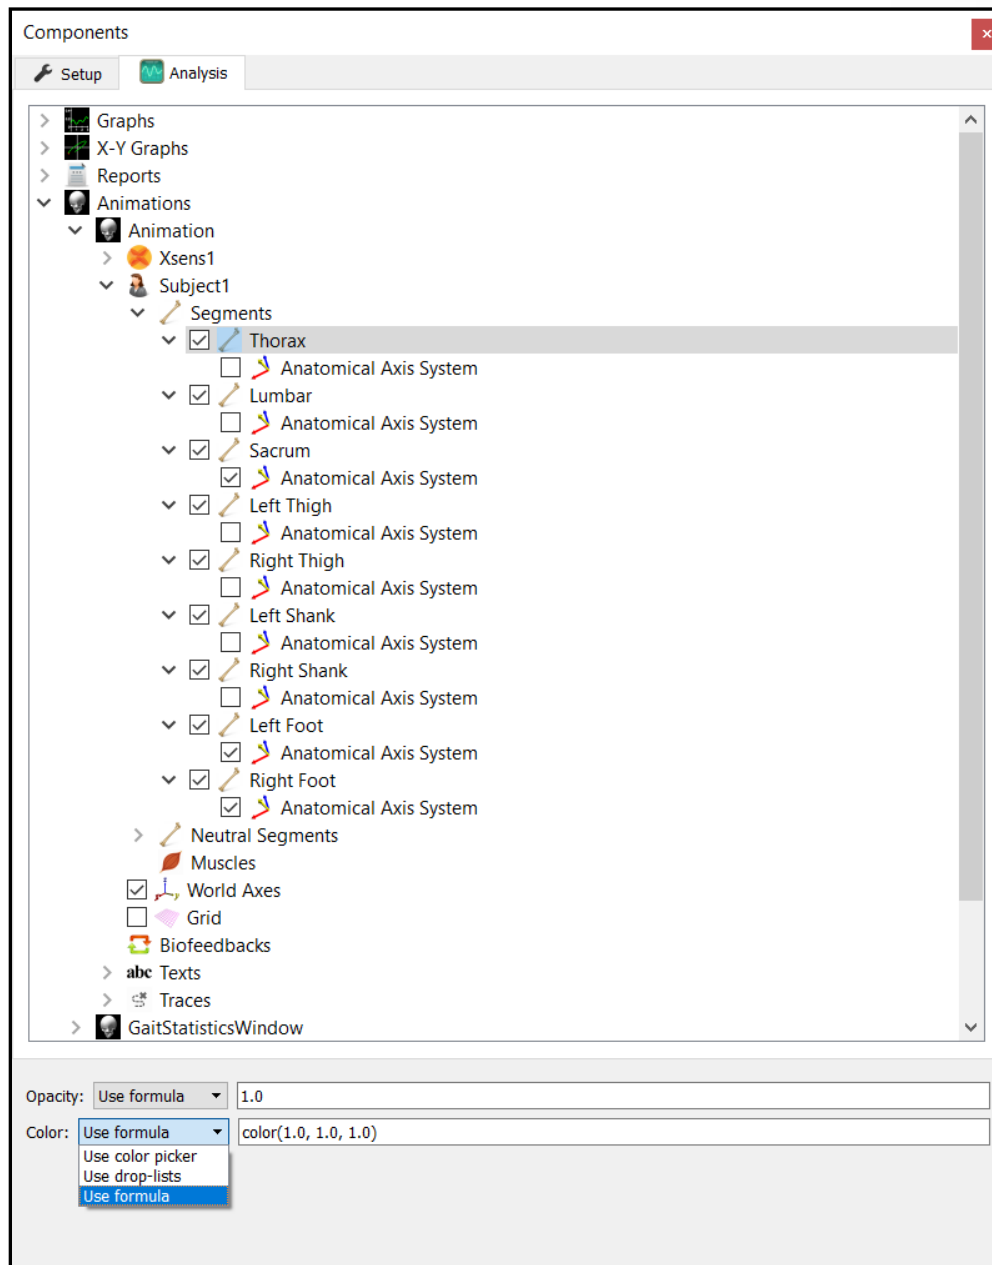 Components
Setup
Analysis
Graphs
X-Y Graphs
Reports
Animations
Animation
Xsens1
Subject1
Segments
Thorax
Anatomical Axis System
Lumbar
Anatomical Axis System
Sacrum
Anatomical Axis System
Left Thigh
Anatomical Axis System
Right Thigh
Anatomical Axis System
Left Shank
Anatomical Axis System
Right Shank
Anatomical Axis System
Left Foot
Anatomical Axis System
Right Foot
Anatomical Axis System
Neutral Segments
Muscles
World Axes
Grid
Biofeedbacks
abc Texts
Traces
GaitStatisticsWindow
Opacity: Use formula 1.0
Color: Use formula color(1.0, 1.0, 1.0)
Use color picker
Use drop-lists
Use formula